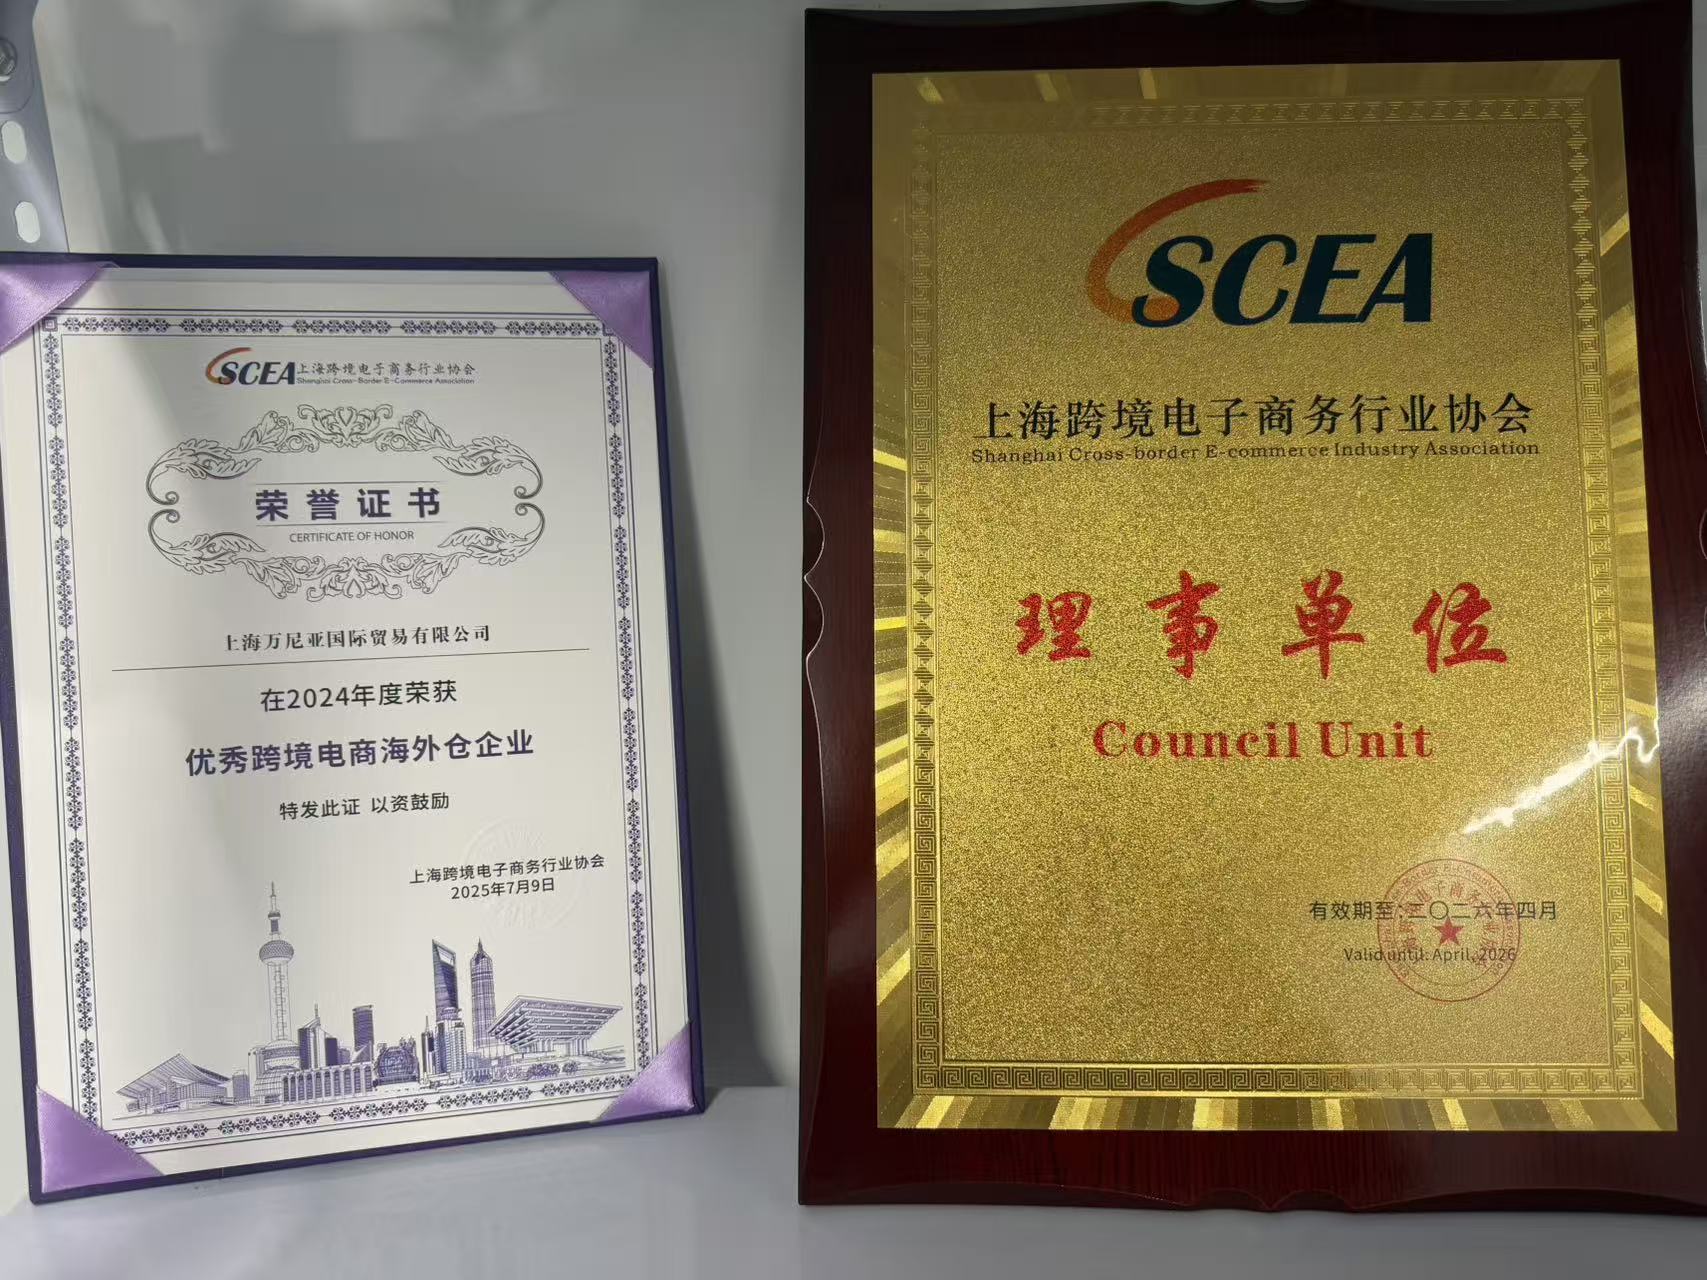 SCEA 上海跨境电子商务行业协会
Shanghai Cross-Border E-Commerce Association
荣誉证书
CERTIFICATE OF HONOR
上海万尼亚国际贸易有限公司
在2024年度荣获
优秀跨境电商海外仓企业
特发此证 以资鼓励
上海跨境电子商务行业协会
2025年7月9日
SCEA
上海跨境电子商务行业协会
Shanghai Cross-border E-commerce Industry Association
理事单位
Council Unit
有效期至:二〇二六年四月
Valid until: April, 2026